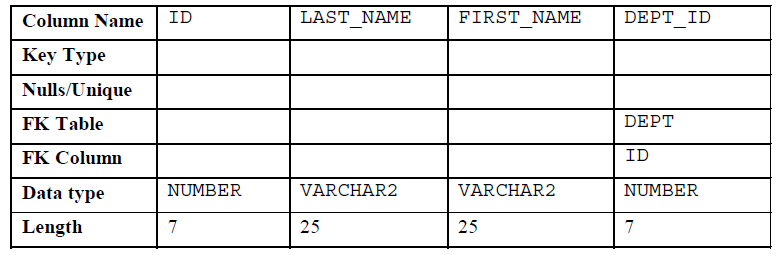 Column Name ID LAST_NAME FIRST_NAME DEPT_ID
Key Type
Nulls/Unique
FK Table DEPT
FK Column ID
Data type NUMBER VARCHAR2 VARCHAR2 NUMBER
Length 7 25 25 7